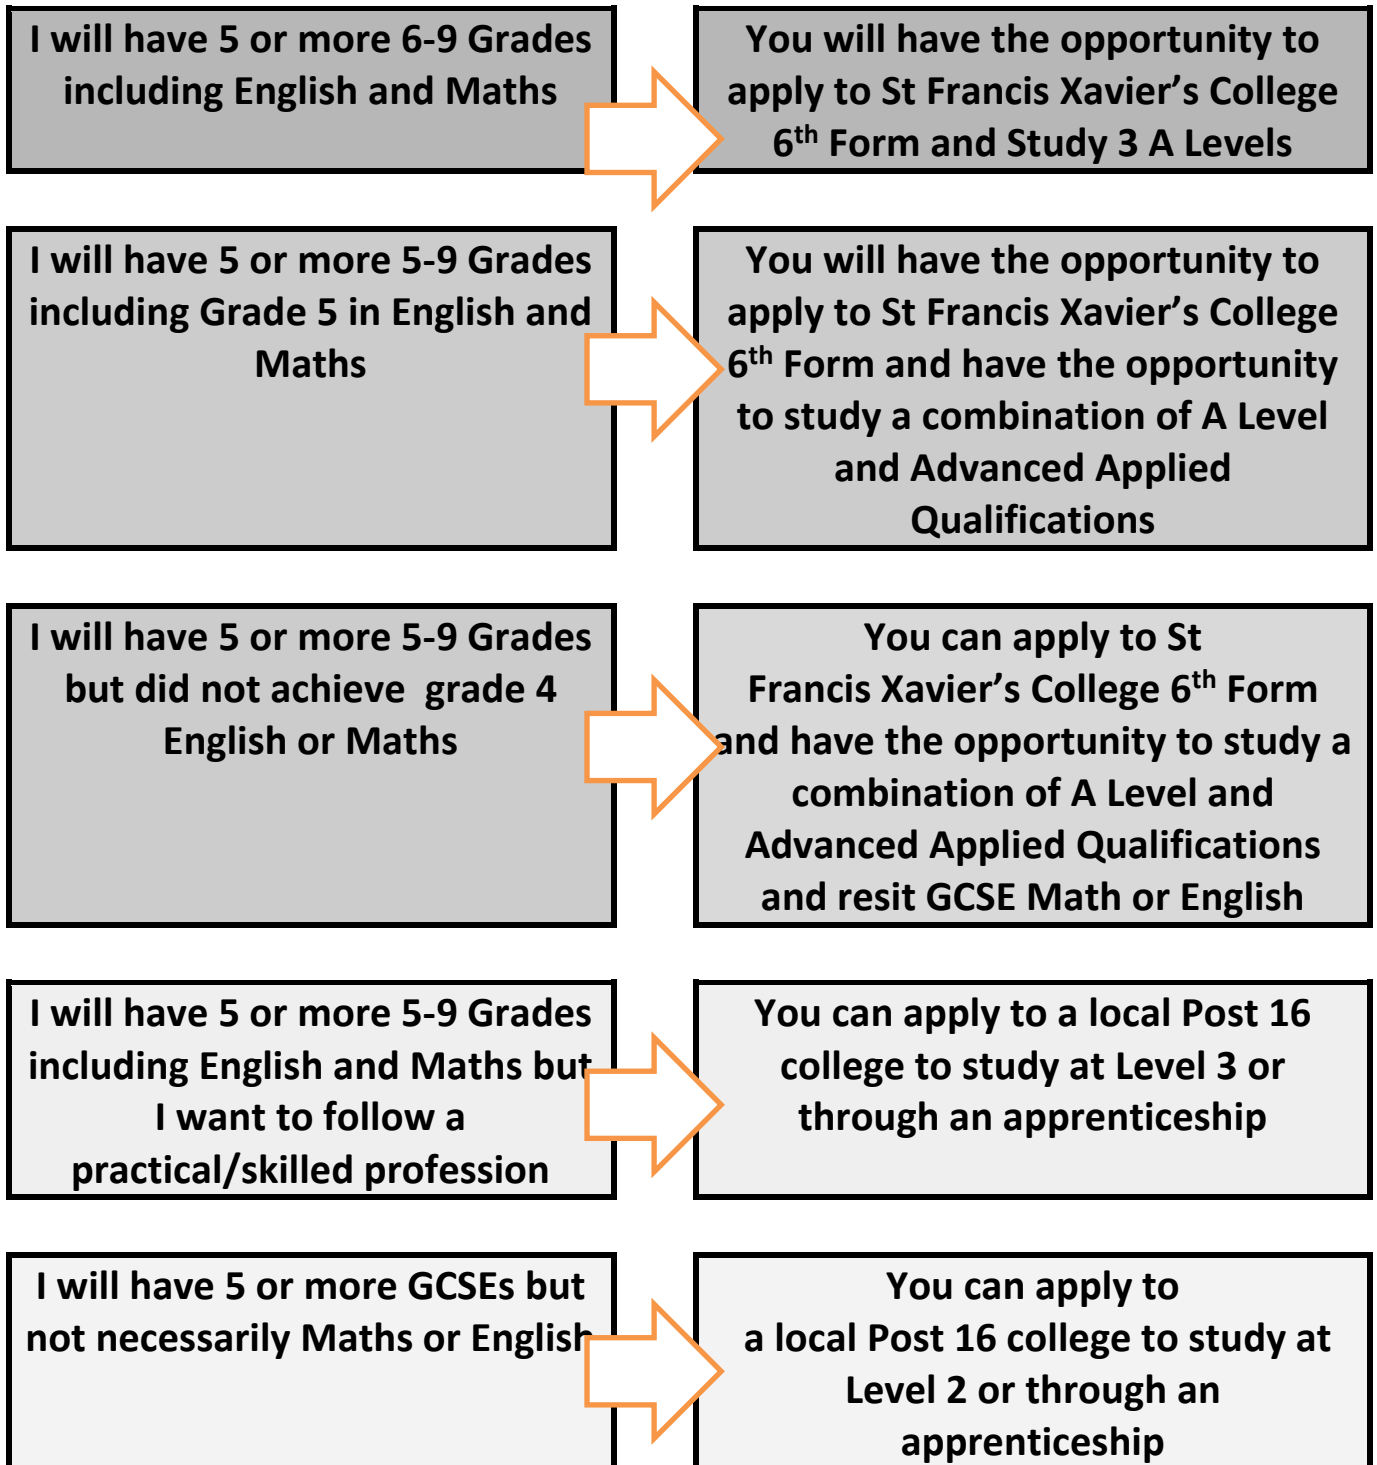 I will have 5 or more 6-9 Grades
including English and Maths
You will have the opportunity to
apply to St Francis Xavier’s College
6th Form and Study 3 A Levels
I will have 5 or more 5-9 Grades
including Grade 5 in English and
Maths
You will have the opportunity to
apply to St Francis Xavier’s College
6th Form and have the opportunity
to study a combination of A Level
and Advanced Applied
Qualifications
I will have 5 or more 5-9 Grades
but did not achieve  grade 4
English or Maths
You can apply to St
Francis Xavier’s College 6th Form
and have the opportunity to study a
combination of A Level and
Advanced Applied Qualifications
and resit GCSE Math or English
I will have 5 or more 5-9 Grades
including English and Maths but
I want to follow a
practical/skilled profession
You can apply to a local Post 16
college to study at Level 3 or
through an apprenticeship
I will have 5 or more GCSEs but
not necessarily Maths or English
You can apply to
a local Post 16 college to study at
Level 2 or through an
apprenticeship